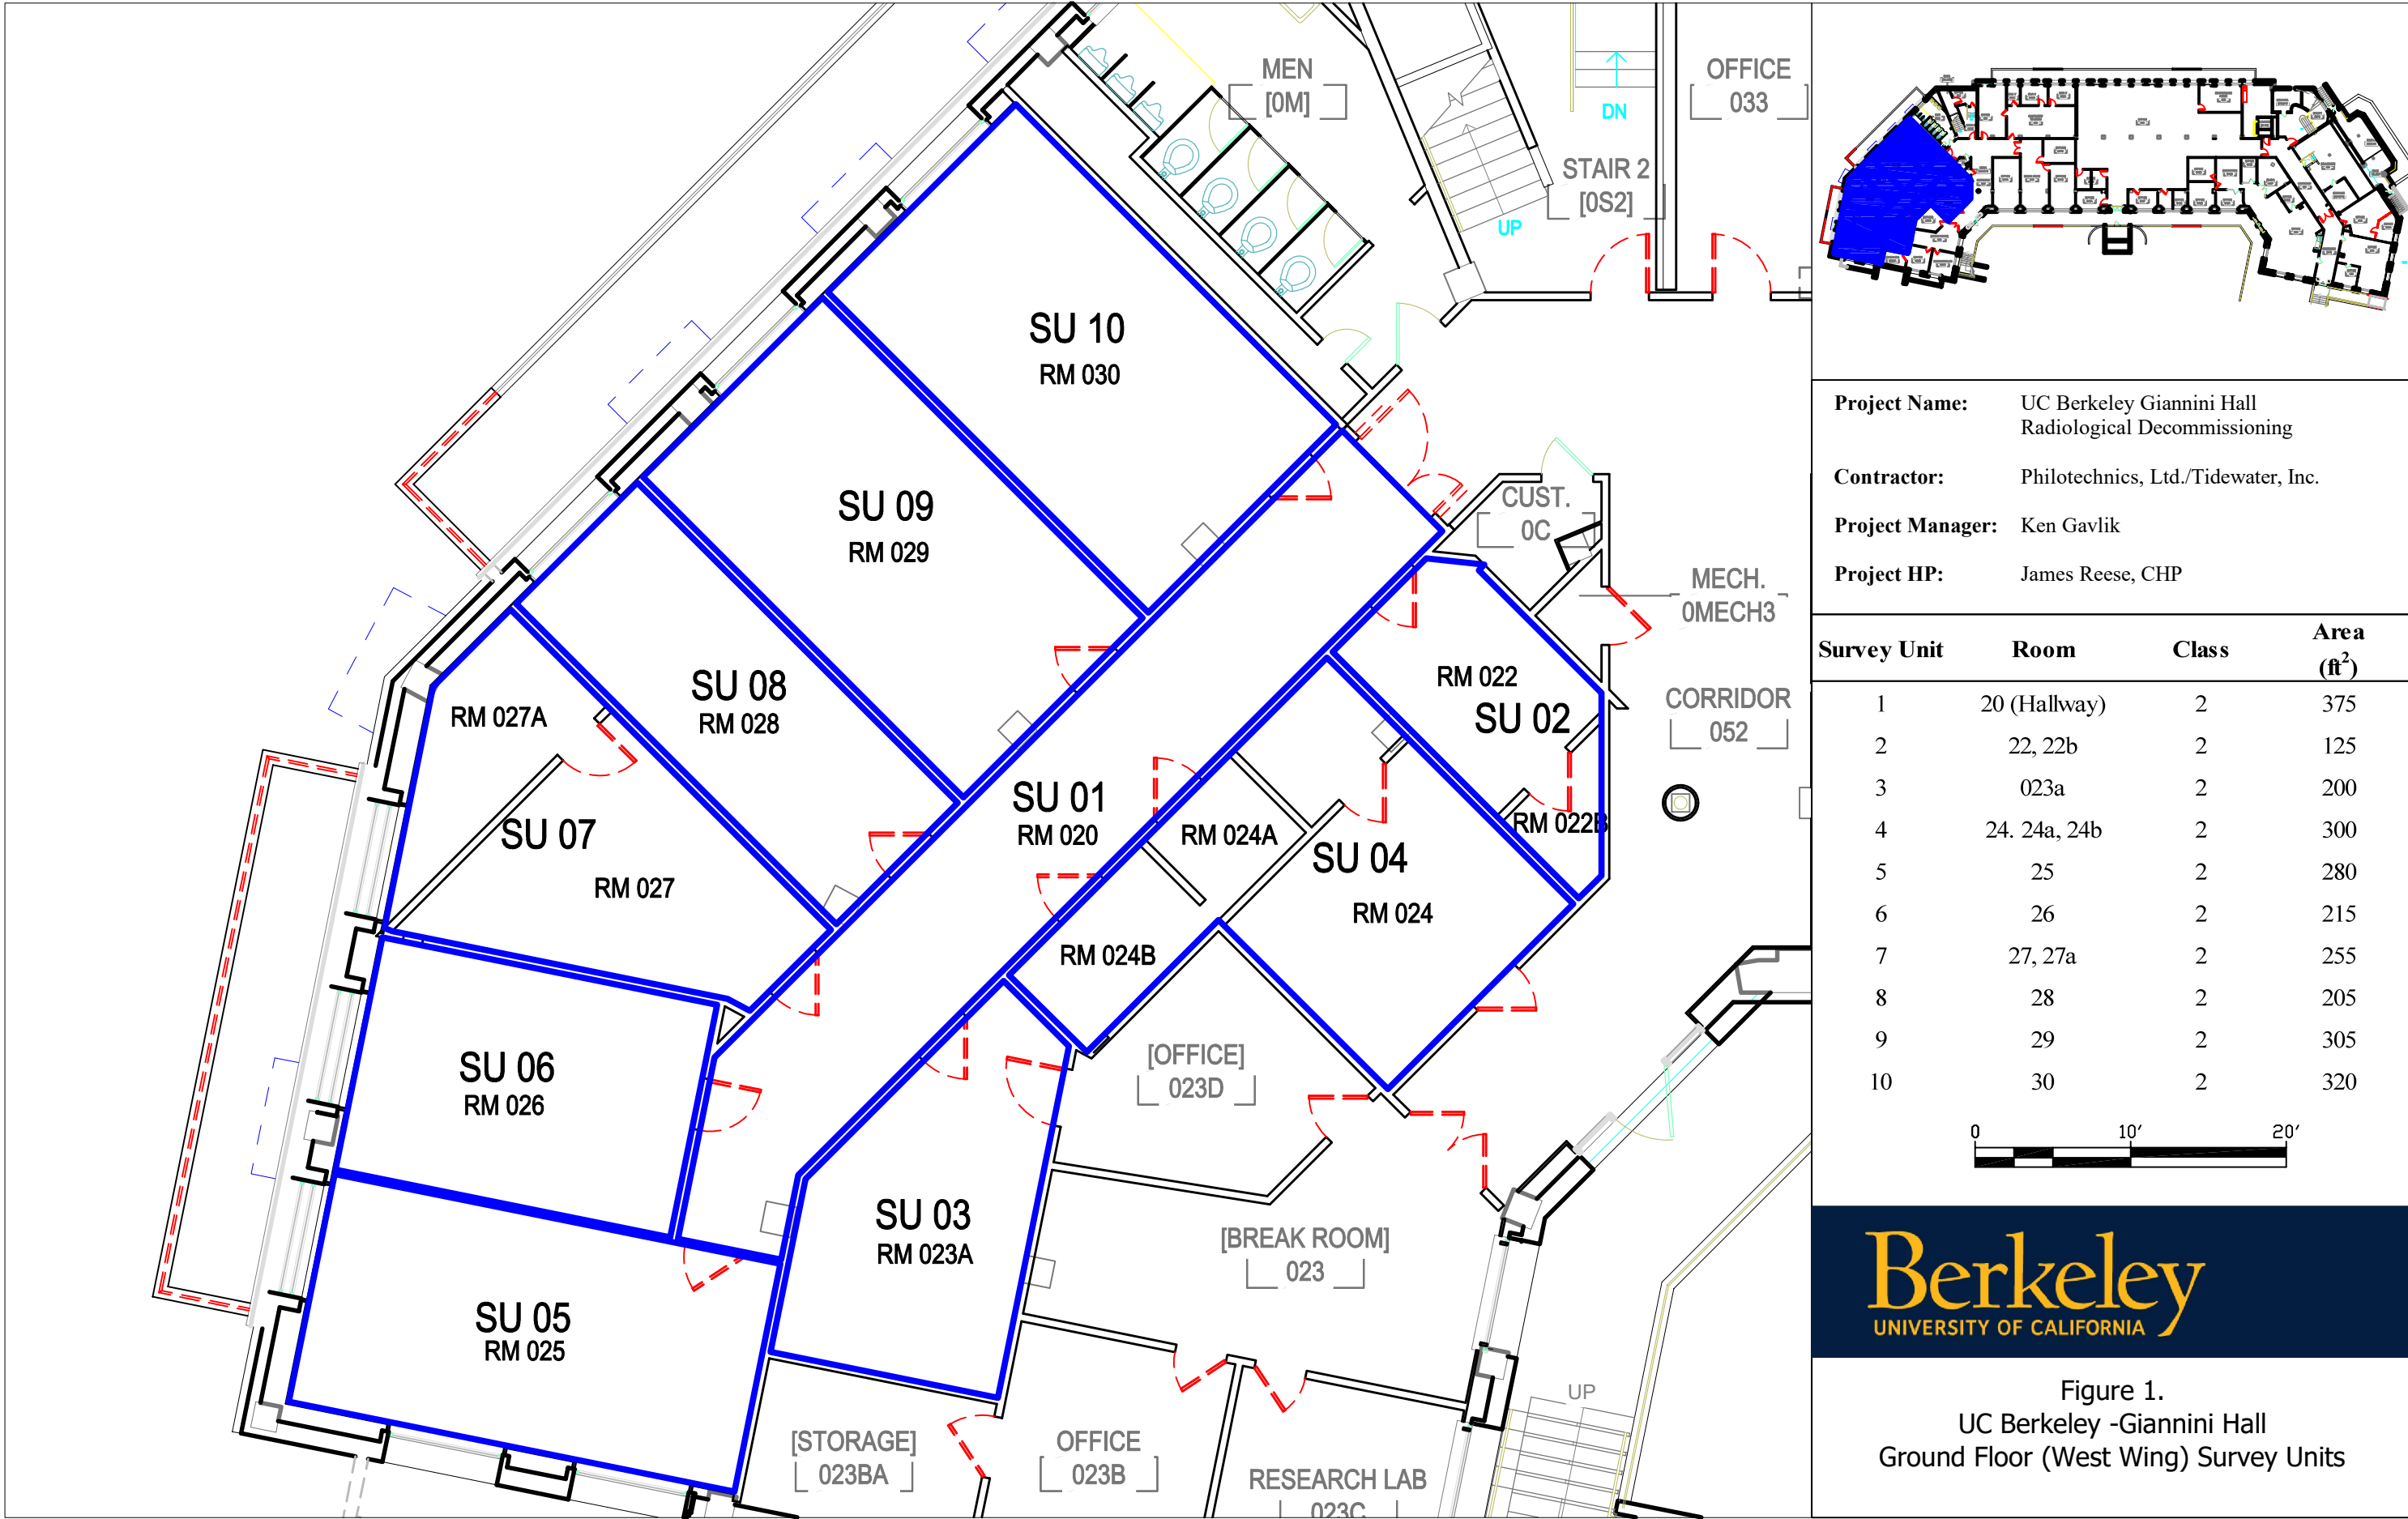 MEN
[0M]
OFFICE
033
DN
STAIR 2
[0S2]
UP
SU 10
RM 030
SU 09
RM 029
CUST.
0C
MECH.
0MECH3
SU 08
RM 028
RM 027A
RM 022
SU 02
CORRIDOR
052
SU 07
RM 027
SU 01
RM 020
RM 024A
RM 022B
SU 04
RM 024
RM 024B
[OFFICE]
023D
SU 06
RM 026
SU 03
RM 023A
[BREAK ROOM]
023
SU 05
RM 025
UP
[STORAGE]
023BA
OFFICE
023B
RESEARCH LAB
023C
Project Name: UC Berkeley Giannini Hall
Radiological Decommissioning
Contractor: Philotechnics, Ltd./Tidewater, Inc.
Project Manager: Ken Gavlik
Project HP: James Reese, CHP
Survey Unit Room Class Area (ft²)
1 20 (Hallway) 2 375
2 22, 22b 2 125
3 023a 2 200
4 24. 24a, 24b 2 300
5 25 2 280
6 26 2 215
7 27, 27a 2 255
8 28 2 205
9 29 2 305
10 30 2 320
0 10′ 20′
Berkeley
UNIVERSITY OF CALIFORNIA
Figure 1.
UC Berkeley -Giannini Hall
Ground Floor (West Wing) Survey Units